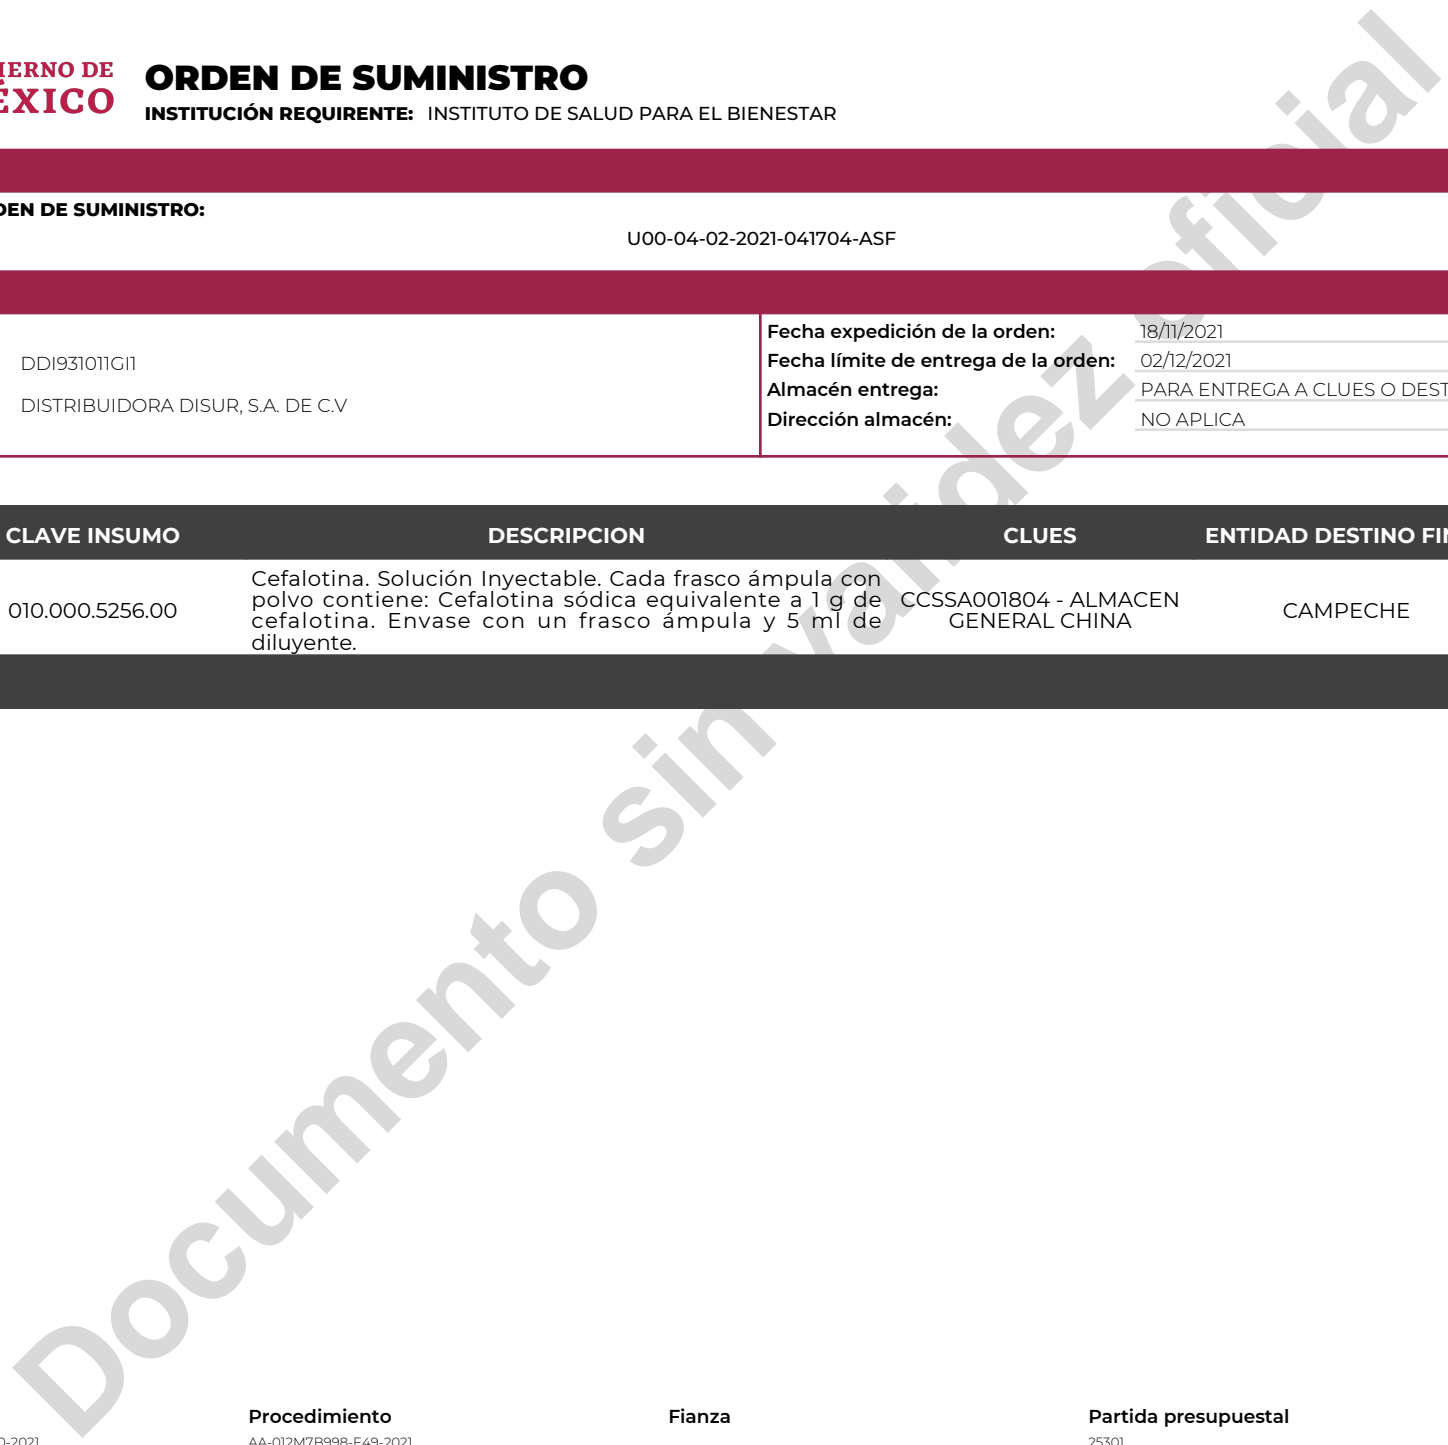 ORDEN DE SUMINISTRO
INSTITUCIÓN REQUIRENTE: INSTITUTO DE SALUD PARA EL BIENESTAR
DE
DE SUMINISTRO:
U00-04-02-2021-041704-ASF
DDI931011GI1
DISTRIBUIDORA DISUR, S.A. DE C.V
Fecha expedición de la orden: 18/11/2021
Fecha límite de entrega de la orden: 02/12/2021
Almacén entrega: PARA ENTREGA A CLUES O
Dirección almacén: NO APLICA
CLAVE INSUMO DESCRIPCION CLUES ENTIDAD DESTINO
010.000.5256.00
Cefalotina. Solución Inyectable. Cada frasco ámpula con
polvo contiene: Cefalotina sódica equivalente a 1 g de
cefalotina. Envase con un frasco ámpula y 5 ml de
diluyente.
CCSSA001804 - ALMACEN
GENERAL CHINA
CAMPECHE
Documento sin validez oficial
Procedimiento Fianza Partida presupuestal
AA-012M7B998-E49-2021 25301